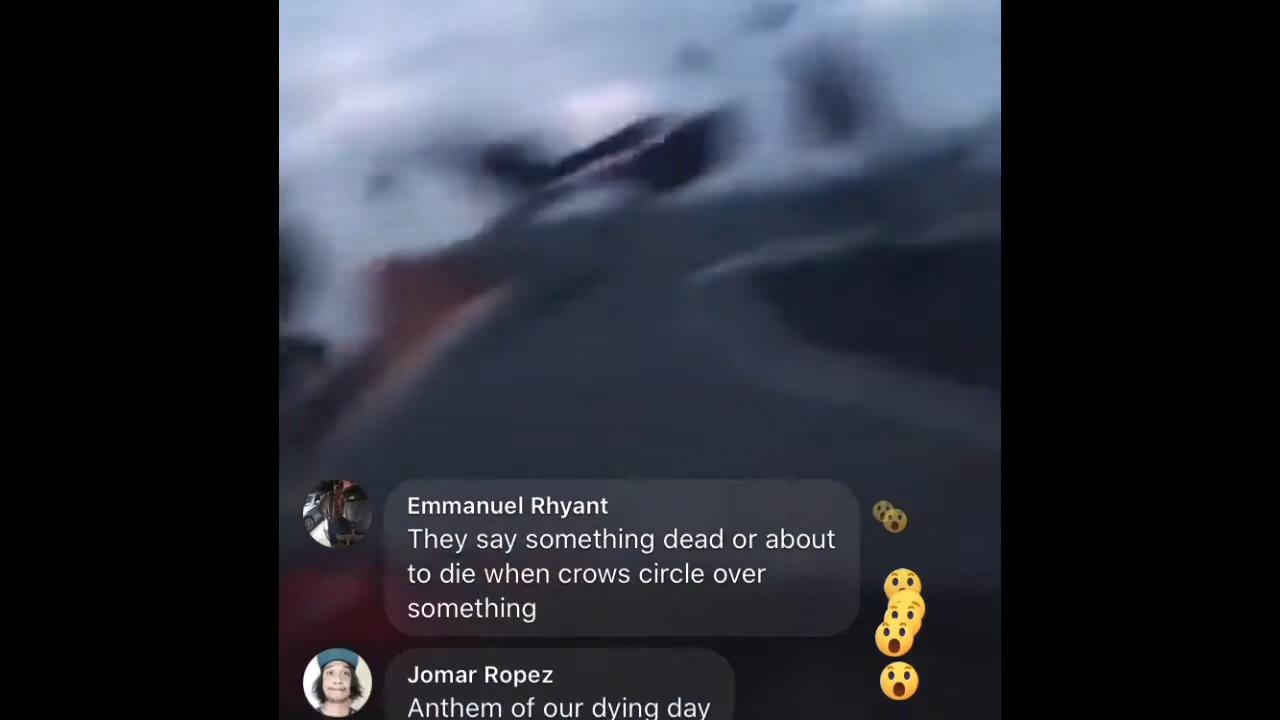 Emmanuel Rhyant
They say something dead or about
to die when crows circle over
something
Jomar Ropez
Anthem of our dying day